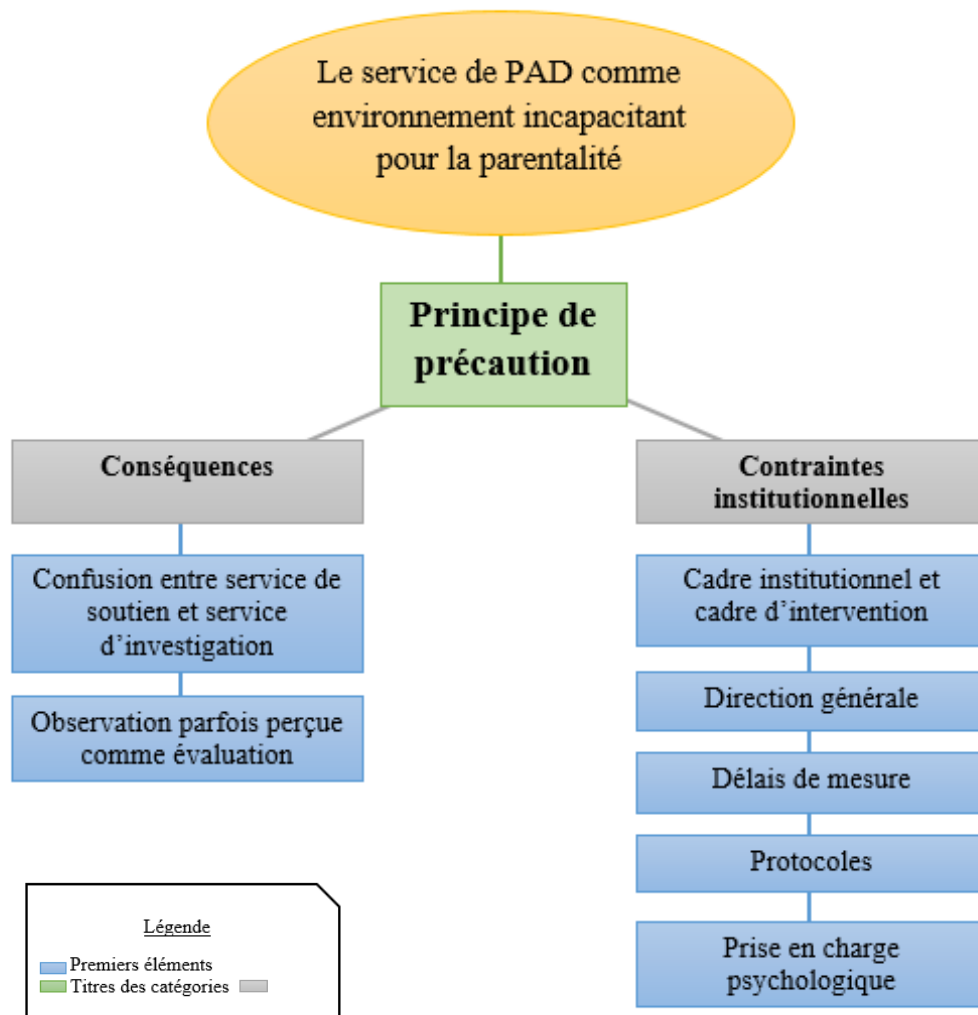 Le service de PAD comme
environnement incapacitant
pour la parentalité
Principe de
précaution
Conséquences
Confusion entre service de
soutien et service
d’investigation
Observation parfois perçue
comme évaluation
Contraintes
institutionnelles
Cadre institutionnel et
cadre d’intervention
Direction générale
Délais de mesure
Protocoles
Prise en charge
psychologique
Légende
Premiers éléments
Titres des catégories